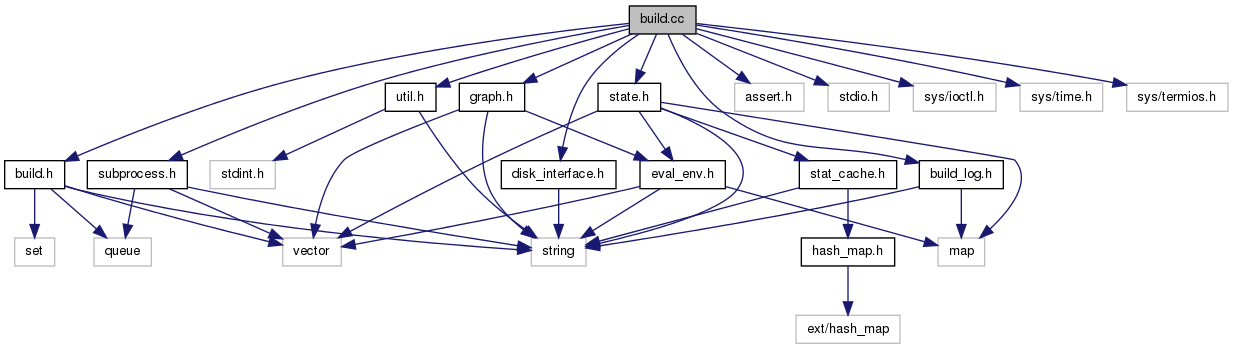 build.cc
util.h
graph.h
state.h
assert.h
stdio.h
sys/ioctl.h
sys/time.h
sys/termios.h
build.h
subprocess.h
stdint.h
disk_interface.h
eval_env.h
stat_cache.h
build_log.h
set
queue
vector
string
hash_map.h
map
ext/hash_map